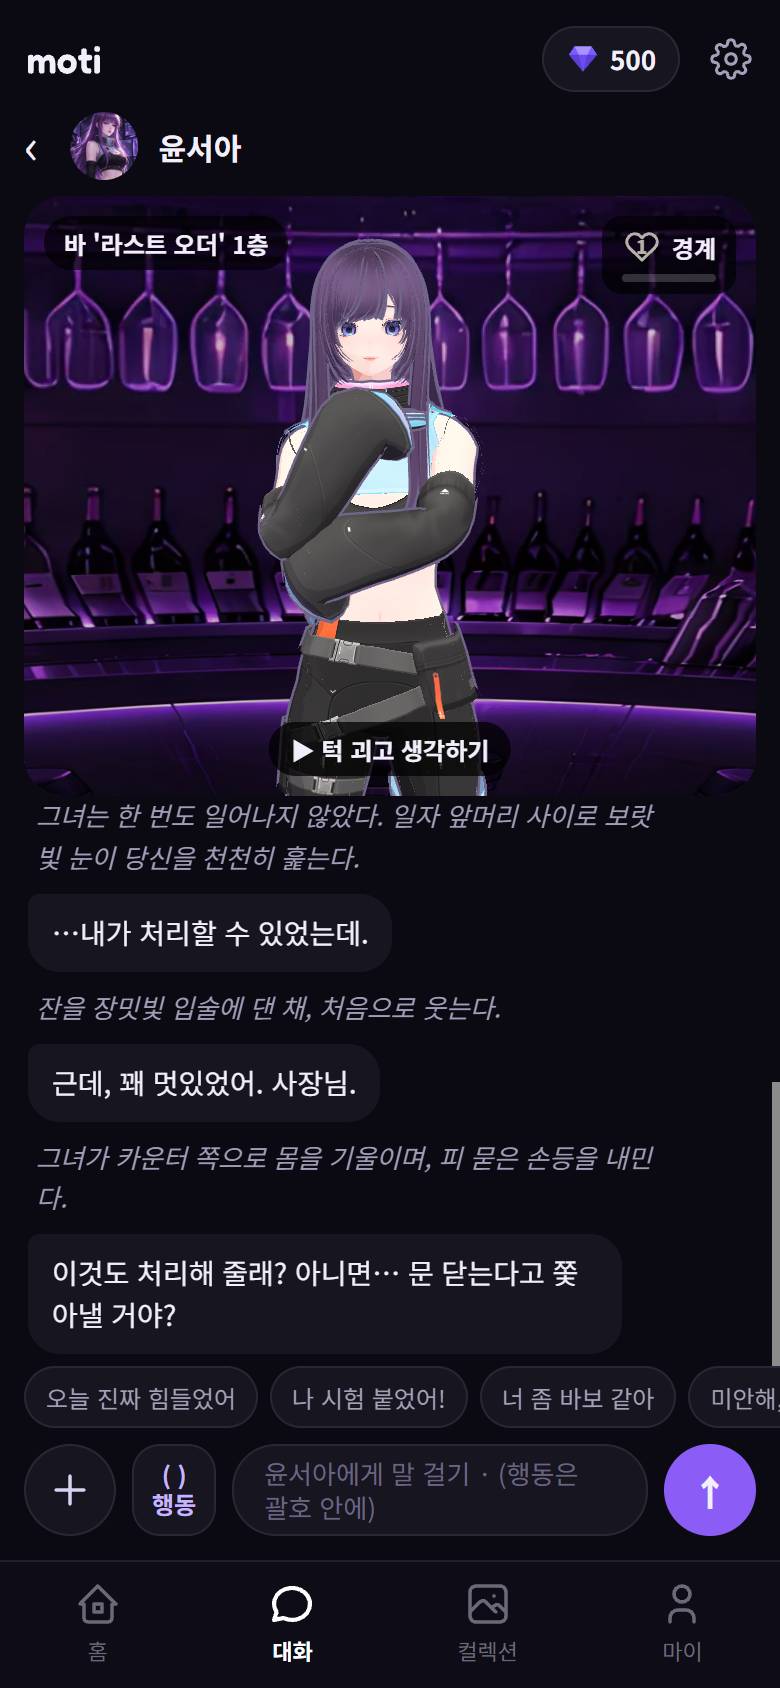 moti
500
윤서아
바 '라스트 오더' 1층
1 경계
▶ 턱 괴고 생각하기
그녀는 한 번도 일어나지 않았다. 일자 앞머리 사이로 보랏
빛 눈이 당신을 천천히 훑는다.
…내가 처리할 수 있었는데.
잔을 장밋빛 입술에 댄 채, 처음으로 웃는다.
근데, 꽤 멋있었어. 사장님.
그녀가 카운터 쪽으로 몸을 기울이며, 피 묻은 손등을 내민
다.
이것도 처리해 줄래? 아니면… 문 닫는다고 쫓
아낼 거야?
오늘 진짜 힘들었어
나 시험 붙었어!
너 좀 바보 같아
미안해,
( )
행동
윤서아에게 말 걸기 · (행동은
괄호 안에)
홈
대화
컬렉션
마이